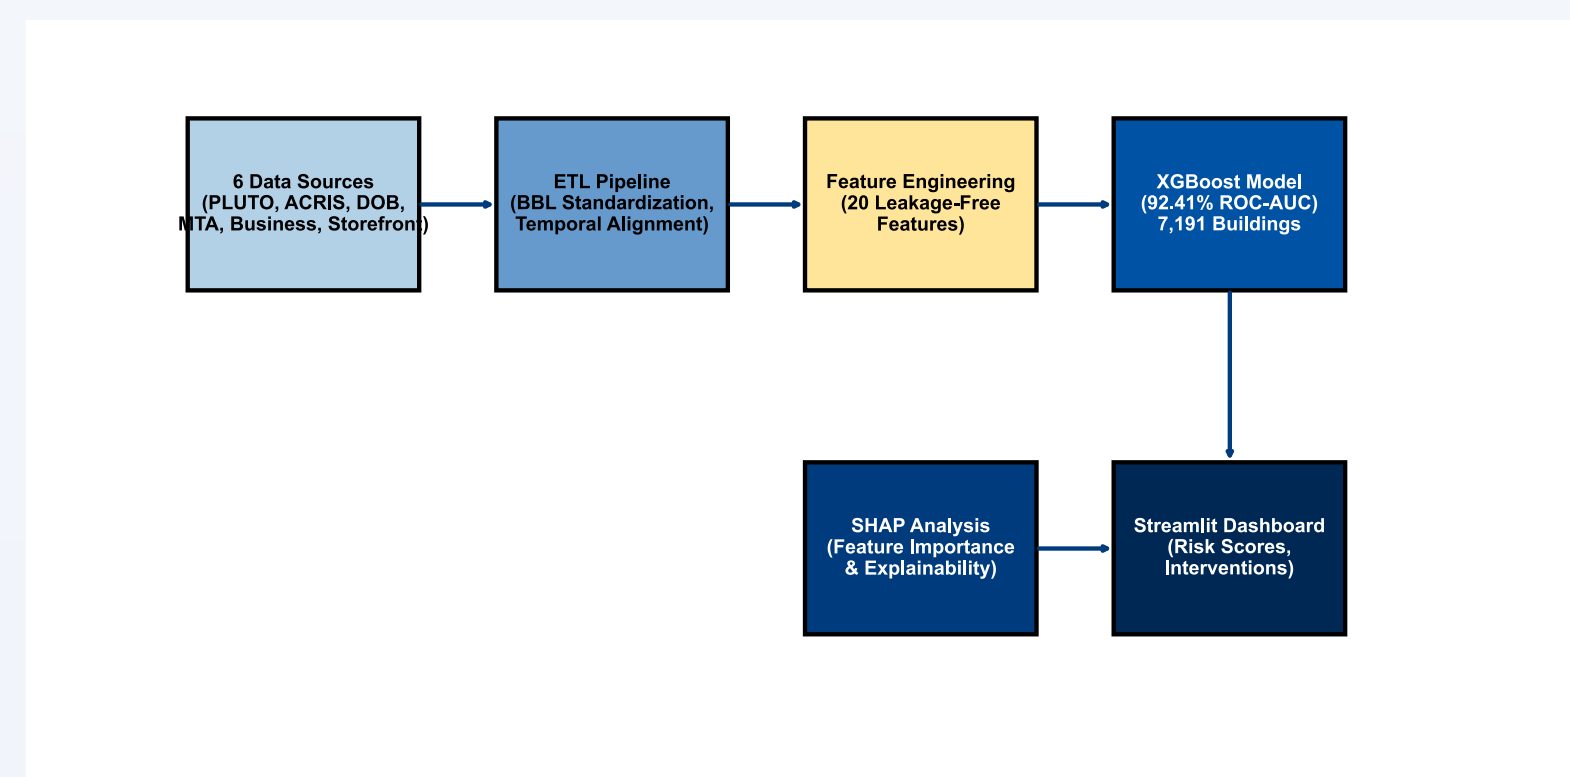 6 Data Sources
(PLUTO, ACRIS, DOB,
MTA, Business, Storefront)
ETL Pipeline
(BBL Standardization,
Temporal Alignment)
Feature Engineering
(20 Leakage-Free
Features)
XGBoost Model
(92.41% ROC-AUC)
7,191 Buildings
SHAP Analysis
(Feature Importance
& Explainability)
Streamlit Dashboard
(Risk Scores,
Interventions)